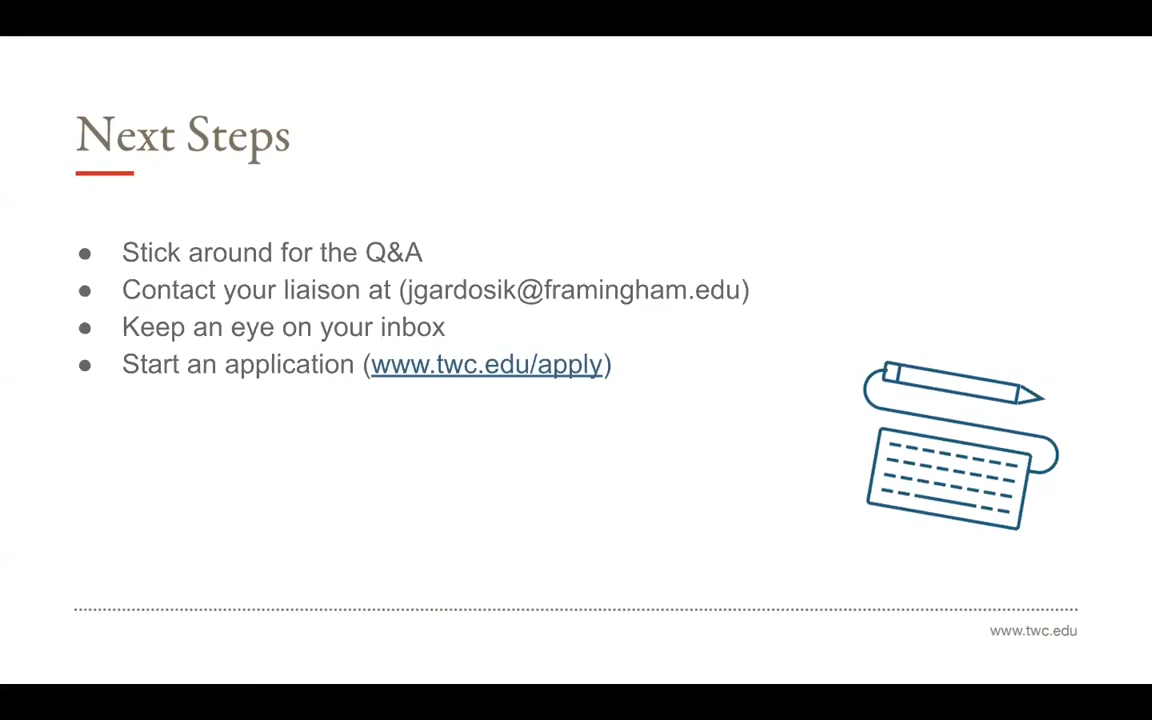 Next Steps
● Stick around for the Q&A
● Contact your liaison at (jgardosik@framingham.edu)
● Keep an eye on your inbox
● Start an application (www.twc.edu/apply)
www.twc.edu